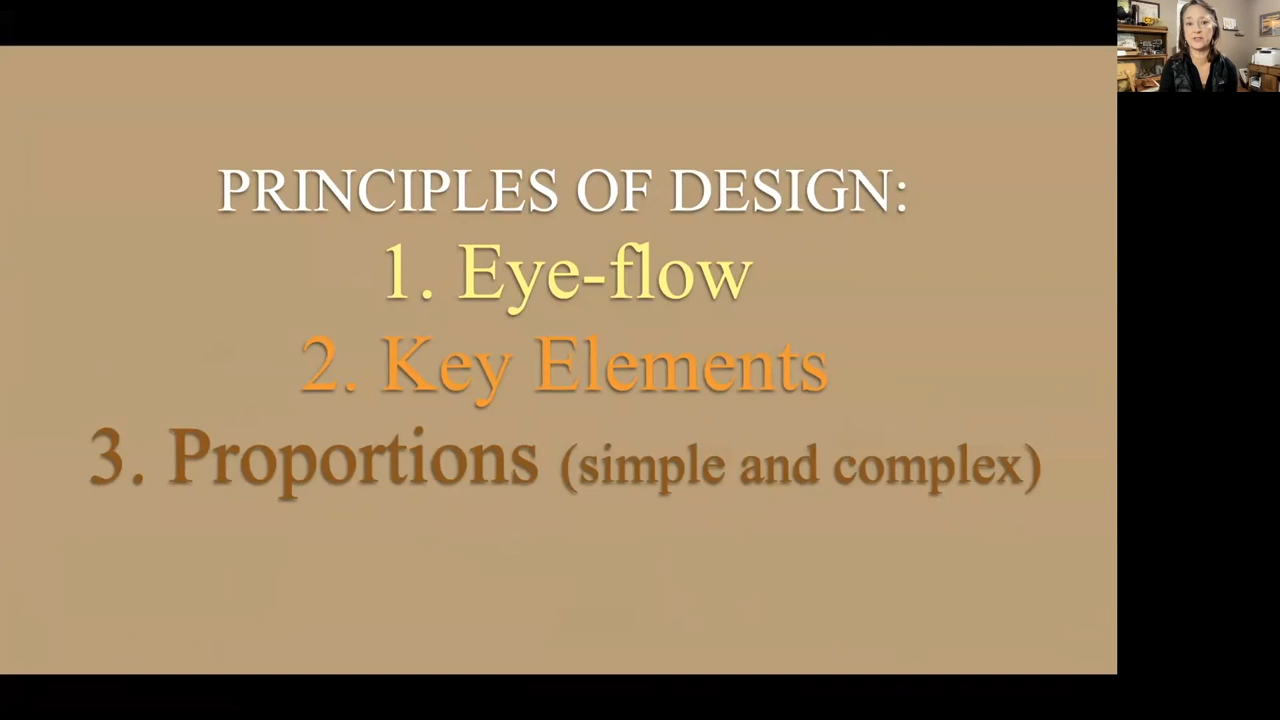 PRINCIPLES OF DESIGN:
1. Eye-flow
2. Key Elements
3. Proportions (simple and complex)